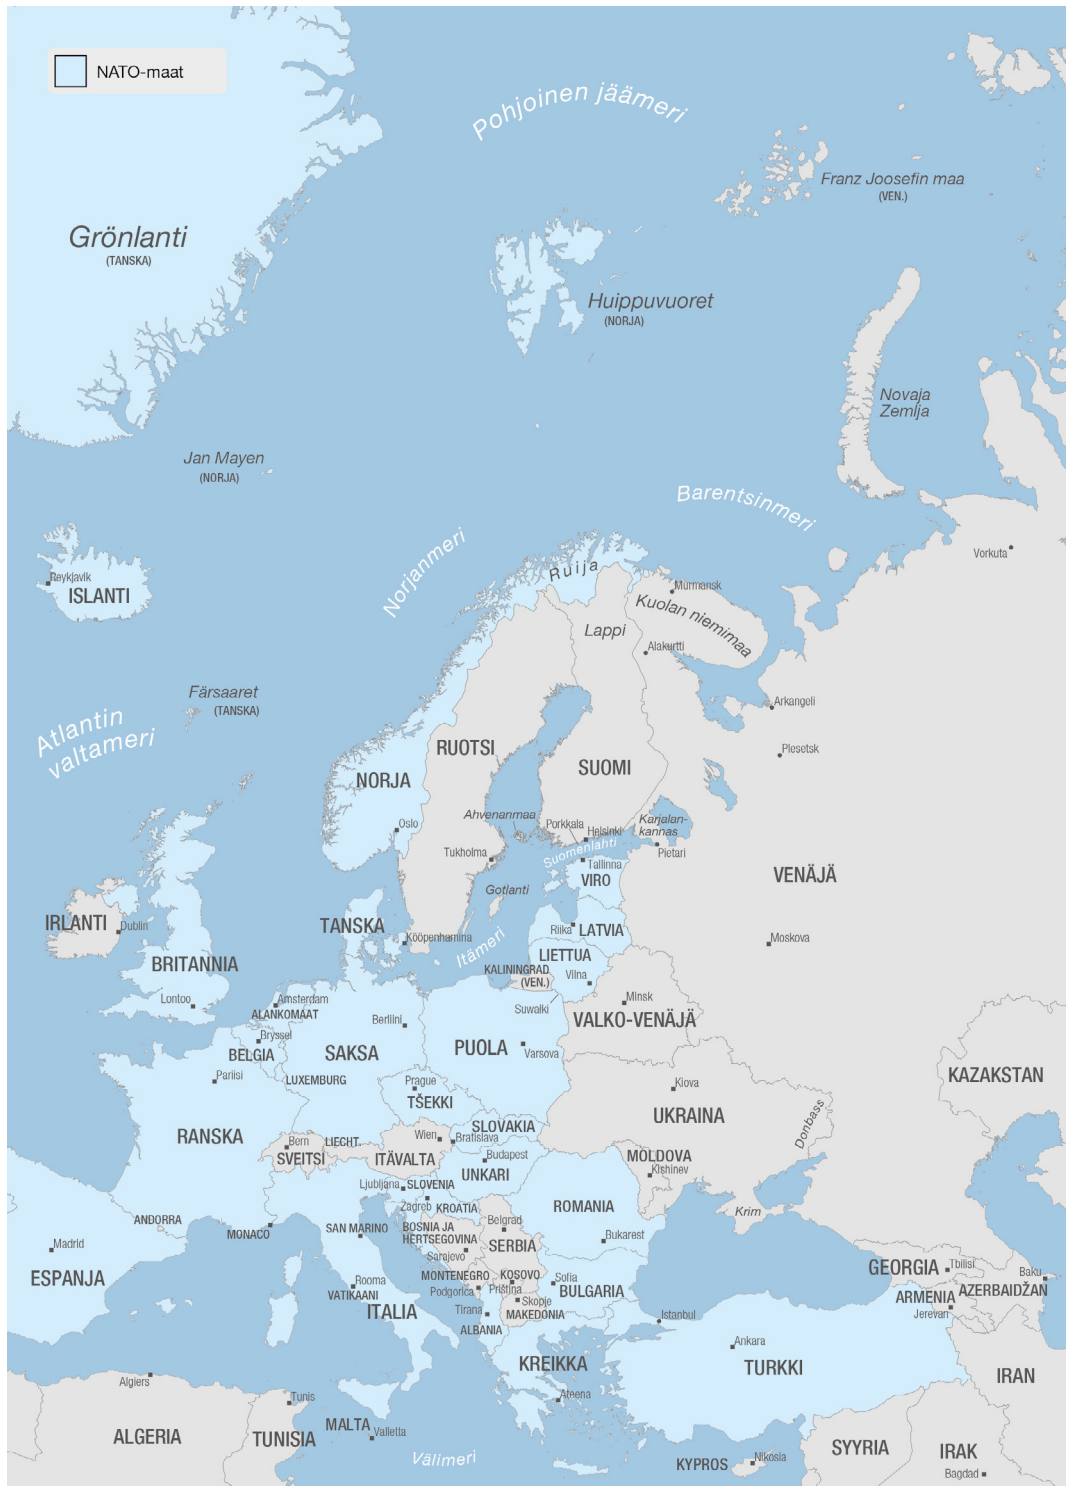 NATO-maat
Pohjoinen jäämeri
Franz Joosefin maa
(VEN.)
Grönlanti
(TANSKA)
Huippuvuoret
(NORJA)
Novaja
Zemlja
Jan Mayen
(NORJA)
Barentsinmeri
Norjanmeri
Vorkuta
Ruija
Reykjavik
ISLANTI
Murmansk
Kuolan niemimaa
Lappi
Alakurtti
Färsaaret
(TANSKA)
Arkangeli
Atlantin
valtameri
Plesetsk
RUOTSI
SUOMI
NORJA
Ahvenanmaa
Porkkala
Karjalan-
kannas
Oslo
Helsinki
Suomenlahti
Tukholma
Pietari
Tallinna
VIRO
VENÄJÄ
Gotlanti
IRLANTI
Dublin
TANSKA
Riika
LATVIA
Kööpenhamina
Itämeri
Moskova
BRITANNIA
LIETTUA
KALININGRAD
(VEN.)
Vilna
Lontoo
Amsterdam
ALANKOMAAT
Suwalki
Minsk
VALKO-VENÄJÄ
Berliini
Bryssel
BELGIA
SAKSA
PUOLA
Varsova
Pariisi
LUXEMBURG
Prague
TŠEKKI
Kiova
KAZAKSTAN
UKRAINA
Donbass
RANSKA
SLOVAKIA
Bern
SVEITSI
LIECHT.
Wien
ITÄVALTA
Bratislava
Budapest
UNKARI
MOLDOVA
Kishinev
Ljubljana
SLOVENIA
Zagreb
KROATIA
ROMANIA
Krim
ANDORRA
MONACO
SAN MARINO
BOSNIA JA
HERTSEGOVINA
Belgrad
SERBIA
Bukarest
Madrid
ESPANJA
Sarajevo
GEORGIA
Tbilisi
Baku
Rooma
VATIKAANI
ITALIA
MONTENEGRO
Podgorica
KOSOVO
Priština
Sofia
BULGARIA
ARMENIA
AZERBAIDŽAN
Jerevan
Tirana
ALBANIA
Skopje
MAKEDONIA
Istanbul
Ankara
TURKKI
KREIKKA
Ateena
IRAN
Algiers
ALGERIA
Tunis
TUNISIA
MALTA
Valletta
Välimeri
KYPROS
Nikosia
SYYRIA
IRAK
Bagdad